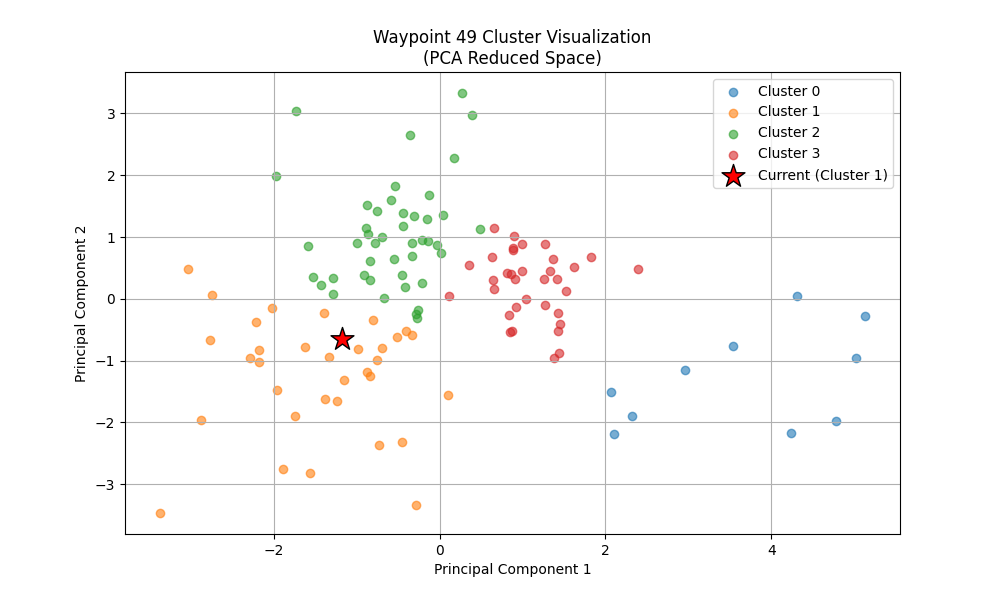 Waypoint 49 Cluster Visualization
(PCA Reduced Space)
Cluster 0
Cluster 1
Cluster 2
Cluster 3
Current (Cluster 1)
Principal Component 2
3
2
1
0
−1
−2
−3
−2
0
2
4
Principal Component 1